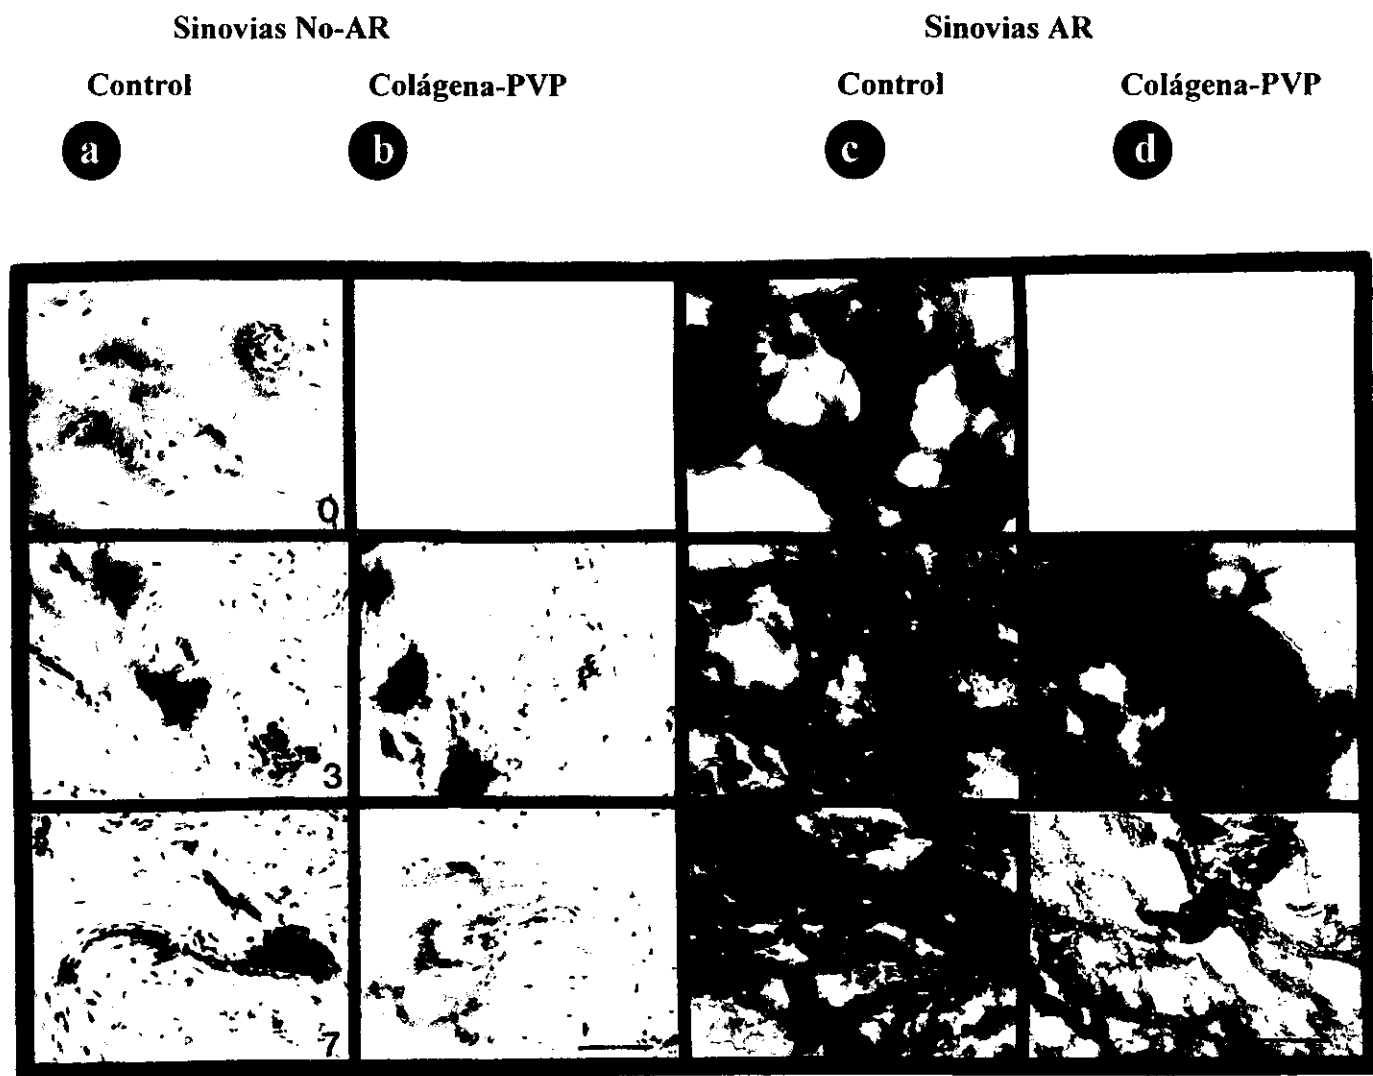 Sinovias No-AR Sinovias AR
Control Colágena-PVP Control Colágena-PVP
a b c d
0
3
7